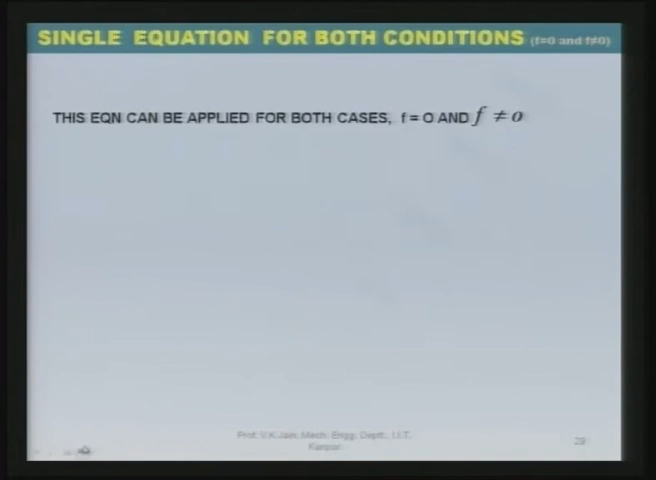 SINGLE EQUATION FOR BOTH CONDITIONS (f=0 and f≠0)
THIS EQN CAN BE APPLIED FOR BOTH CASES, f = O AND f ≠ o
Prof. V.K.Jain, Mech. Engg. Deptt., I.I.T.
Kanpur
29